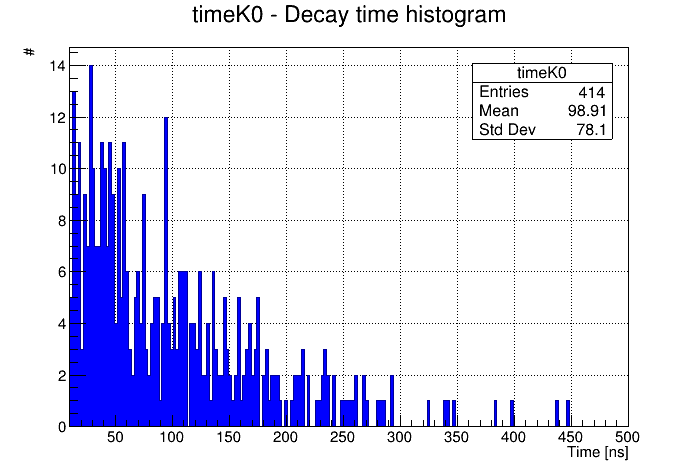 timeK0 - Decay time histogram
#
timeK0
Entries 414
Mean 98.91
Std Dev 78.1
14
12
10
8
6
4
2
0
50 100 150 200 250 300 350 400 450 500
Time [ns]